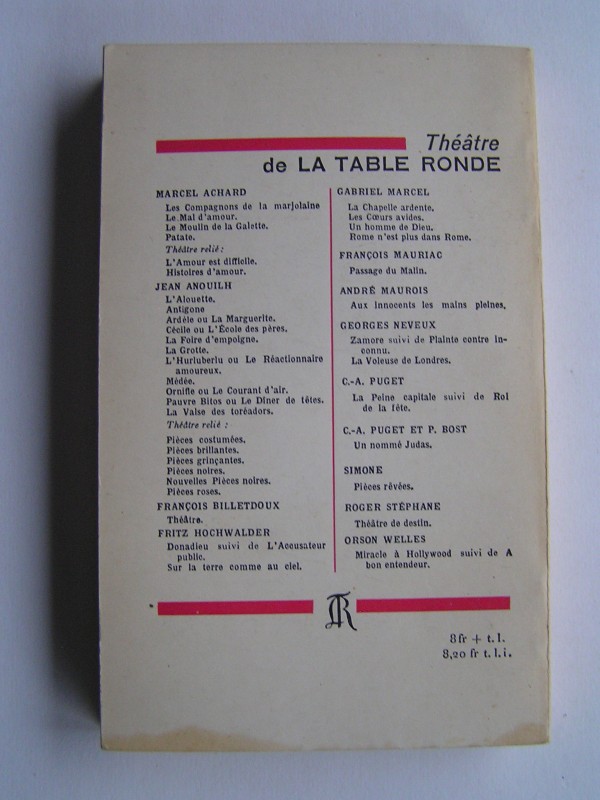 Théâtre
de LA TABLE RONDE
MARCEL ACHARD
Les Compagnons de la marjolaine
Le Mal d'amour.
Le Moulin de la Galette.
Patate.
Théâtre relié :
L'Amour est difficile.
Histoires d'amour.
JEAN ANOUILH
L'Alouette.
Antigone
Ardèle ou La Marguerite.
Cécile ou L'École des pères.
La Foire d'empoigne.
La Grotte.
L'Hurluberlu ou Le Réactionnaire
amoureux.
Médée.
Ornifle ou Le Courant d'air.
Pauvre Bitos ou Le Dîner de têtes.
La Valse des toréadors.
Théâtre relié :
Pièces costumées.
Pièces brillantes.
Pièces grinçantes.
Pièces noires.
Nouvelles Pièces noires.
Pièces roses.
FRANÇOIS BILLETDOUX
Théâtre.
FRITZ HOCHWALDER
Donadieu suivi de L'Accusateur
public.
Sur la terre comme au ciel.
GABRIEL MARCEL
La Chapelle ardente.
Les Cœurs avides.
Un homme de Dieu.
Rome n'est plus dans Rome.
FRANÇOIS MAURIAC
Passage du Malin.
ANDRÉ MAUROIS
Aux innocents les mains pleines.
GEORGES NEVEUX
Zamore suivi de Plainte contre in-
connu.
La Voleuse de Londres.
C.-A. PUGET
La Peine capitale suivi de Roi
de la fête.
C.-A. PUGET ET P. BOST
Un nommé Judas.
SIMONE
Pièces rêvées.
ROGER STÉPHANE
Théâtre de destin.
ORSON WELLES
Miracle à Hollywood suivi de A
bon entendeur.
TR
8 fr + t. l.
8,20 fr t. l. i.